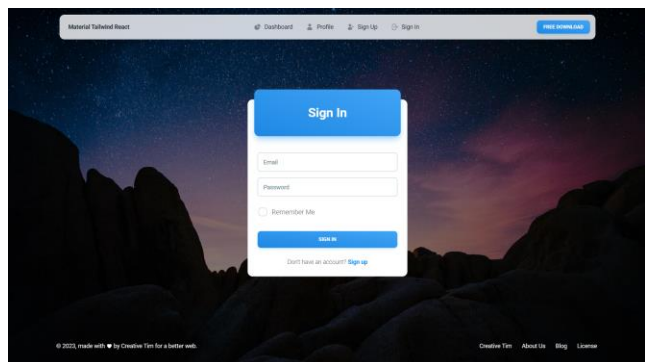 Material Tailwind React
Dashboard Profile Sign Up Sign In
FREE DOWNLOAD
Sign In
Email
Password
Remember Me
SIGN IN
Don't have an account? Sign up
© 2023, made with ♥ by Creative Tim for a better web.
Creative Tim About Us Blog License